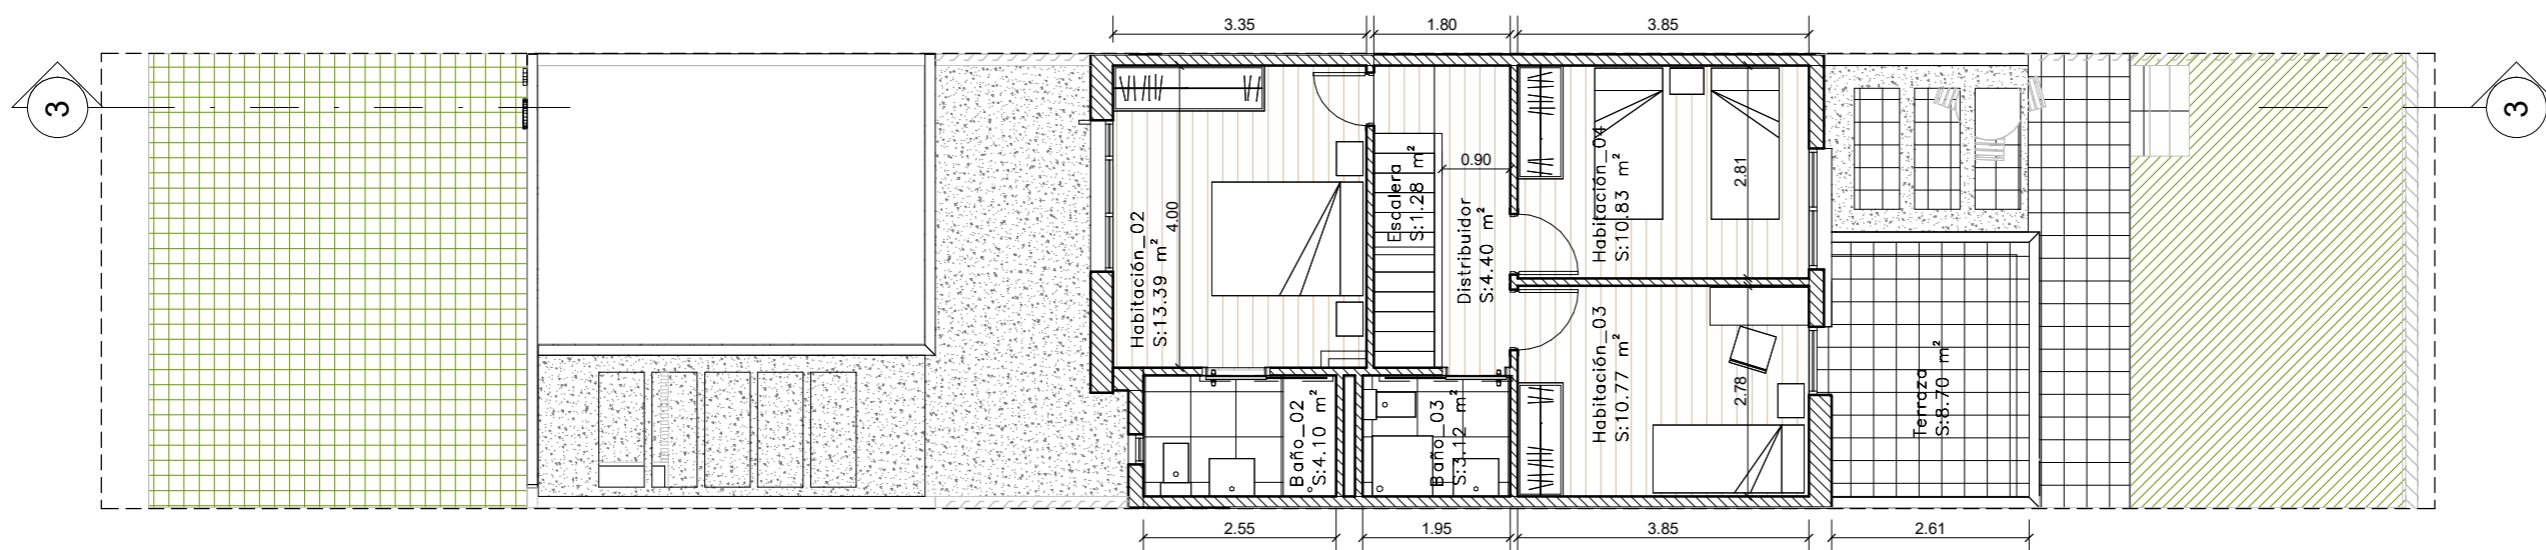 3.35
1.80
3.85
3
3
Habitación_02
S:13.39 m²
4.00
Escalera
S:1.28 m²
0.90
Distribuidor
S:4.40 m²
Habitación_04
S:10.83 m²
2.81
Habitación_03
S:10.77 m²
2.78
Baño_02
S:4.10 m²
Baño_03
S:3.12 m²
Terraza
S:8.70 m²
2.55
1.95
3.85
2.61